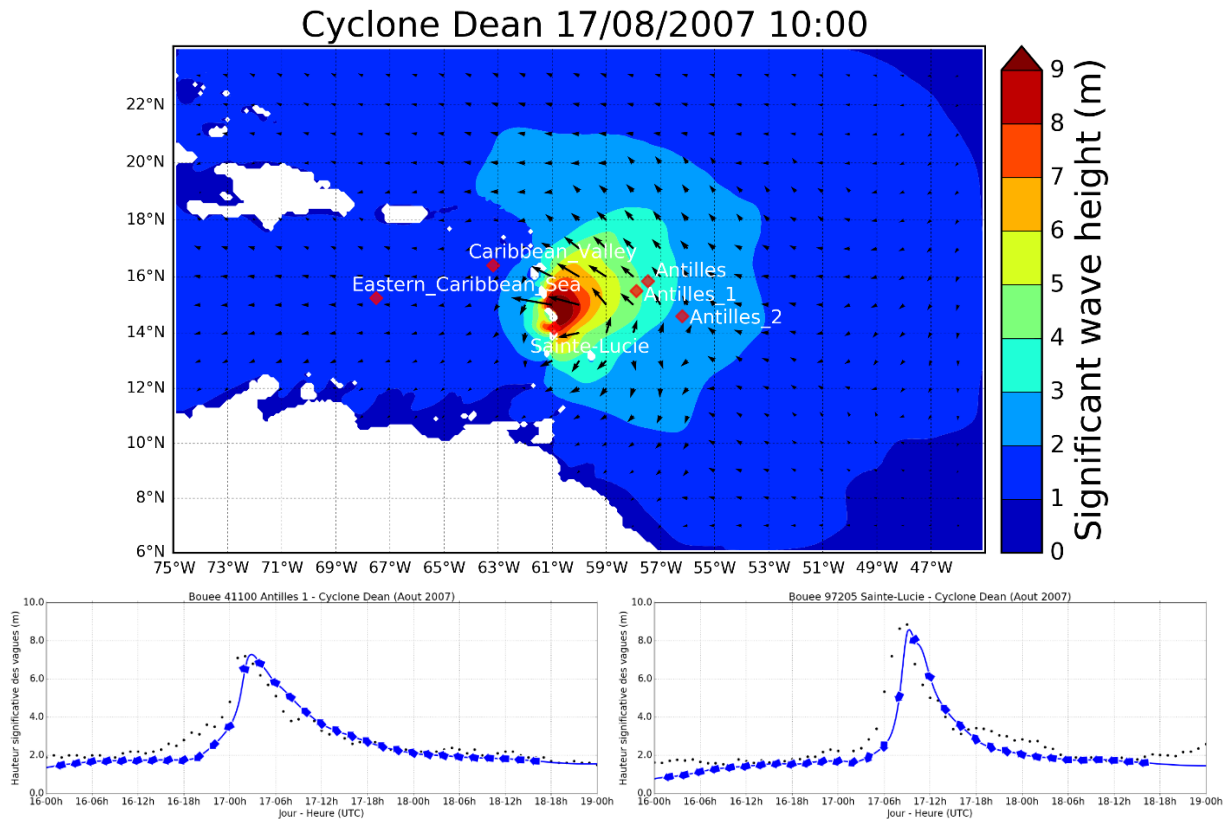 Cyclone Dean 17/08/2007 10:00
22°N
20°N
18°N
16°N
14°N
12°N
10°N
8°N
6°N
75°W 73°W 71°W 69°W 67°W 65°W 63°W 61°W 59°W 57°W 55°W 53°W 51°W 49°W 47°W
Caribbean_Valley
Eastern_Caribbean_Sea
Antilles
Antilles_1
Antilles_2
Sainte-Lucie
9
8
7
6
5
4
3
2
1
0
Significant wave height (m)
Bouee 41100 Antilles 1 - Cyclone Dean (Aout 2007)
Hauteur significative des vagues (m)
10.0
8.0
6.0
4.0
2.0
0.0
16-00h 16-06h 16-12h 16-18h 17-00h 17-06h 17-12h 17-18h 18-00h 18-06h 18-12h 18-18h 19-00h
Jour - Heure (UTC)
Bouee 97205 Sainte-Lucie - Cyclone Dean (Aout 2007)
Hauteur significative des vagues (m)
10.0
8.0
6.0
4.0
2.0
0.0
16-00h 16-06h 16-12h 16-18h 17-00h 17-06h 17-12h 17-18h 18-00h 18-06h 18-12h 18-18h 19-00h
Jour - Heure (UTC)